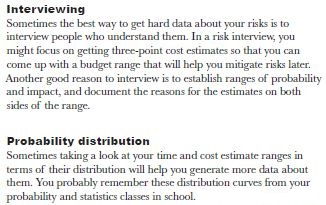 Interviewing
Sometimes the best way to get hard data about your risks is to
interview people who understand them. In a risk interview, you
might focus on getting three-point cost estimates so that you can
come up with a budget range that will help you mitigate risks later.
Another good reason to interview is to establish ranges of probability
and impact, and document the reasons for the estimates on both
sides of the range.
Probability distribution
Sometimes taking a look at your time and cost estimate ranges in
terms of their distribution will help you generate more data about
them. You probably remember these distribution curves from your
probability and statistics classes in school.